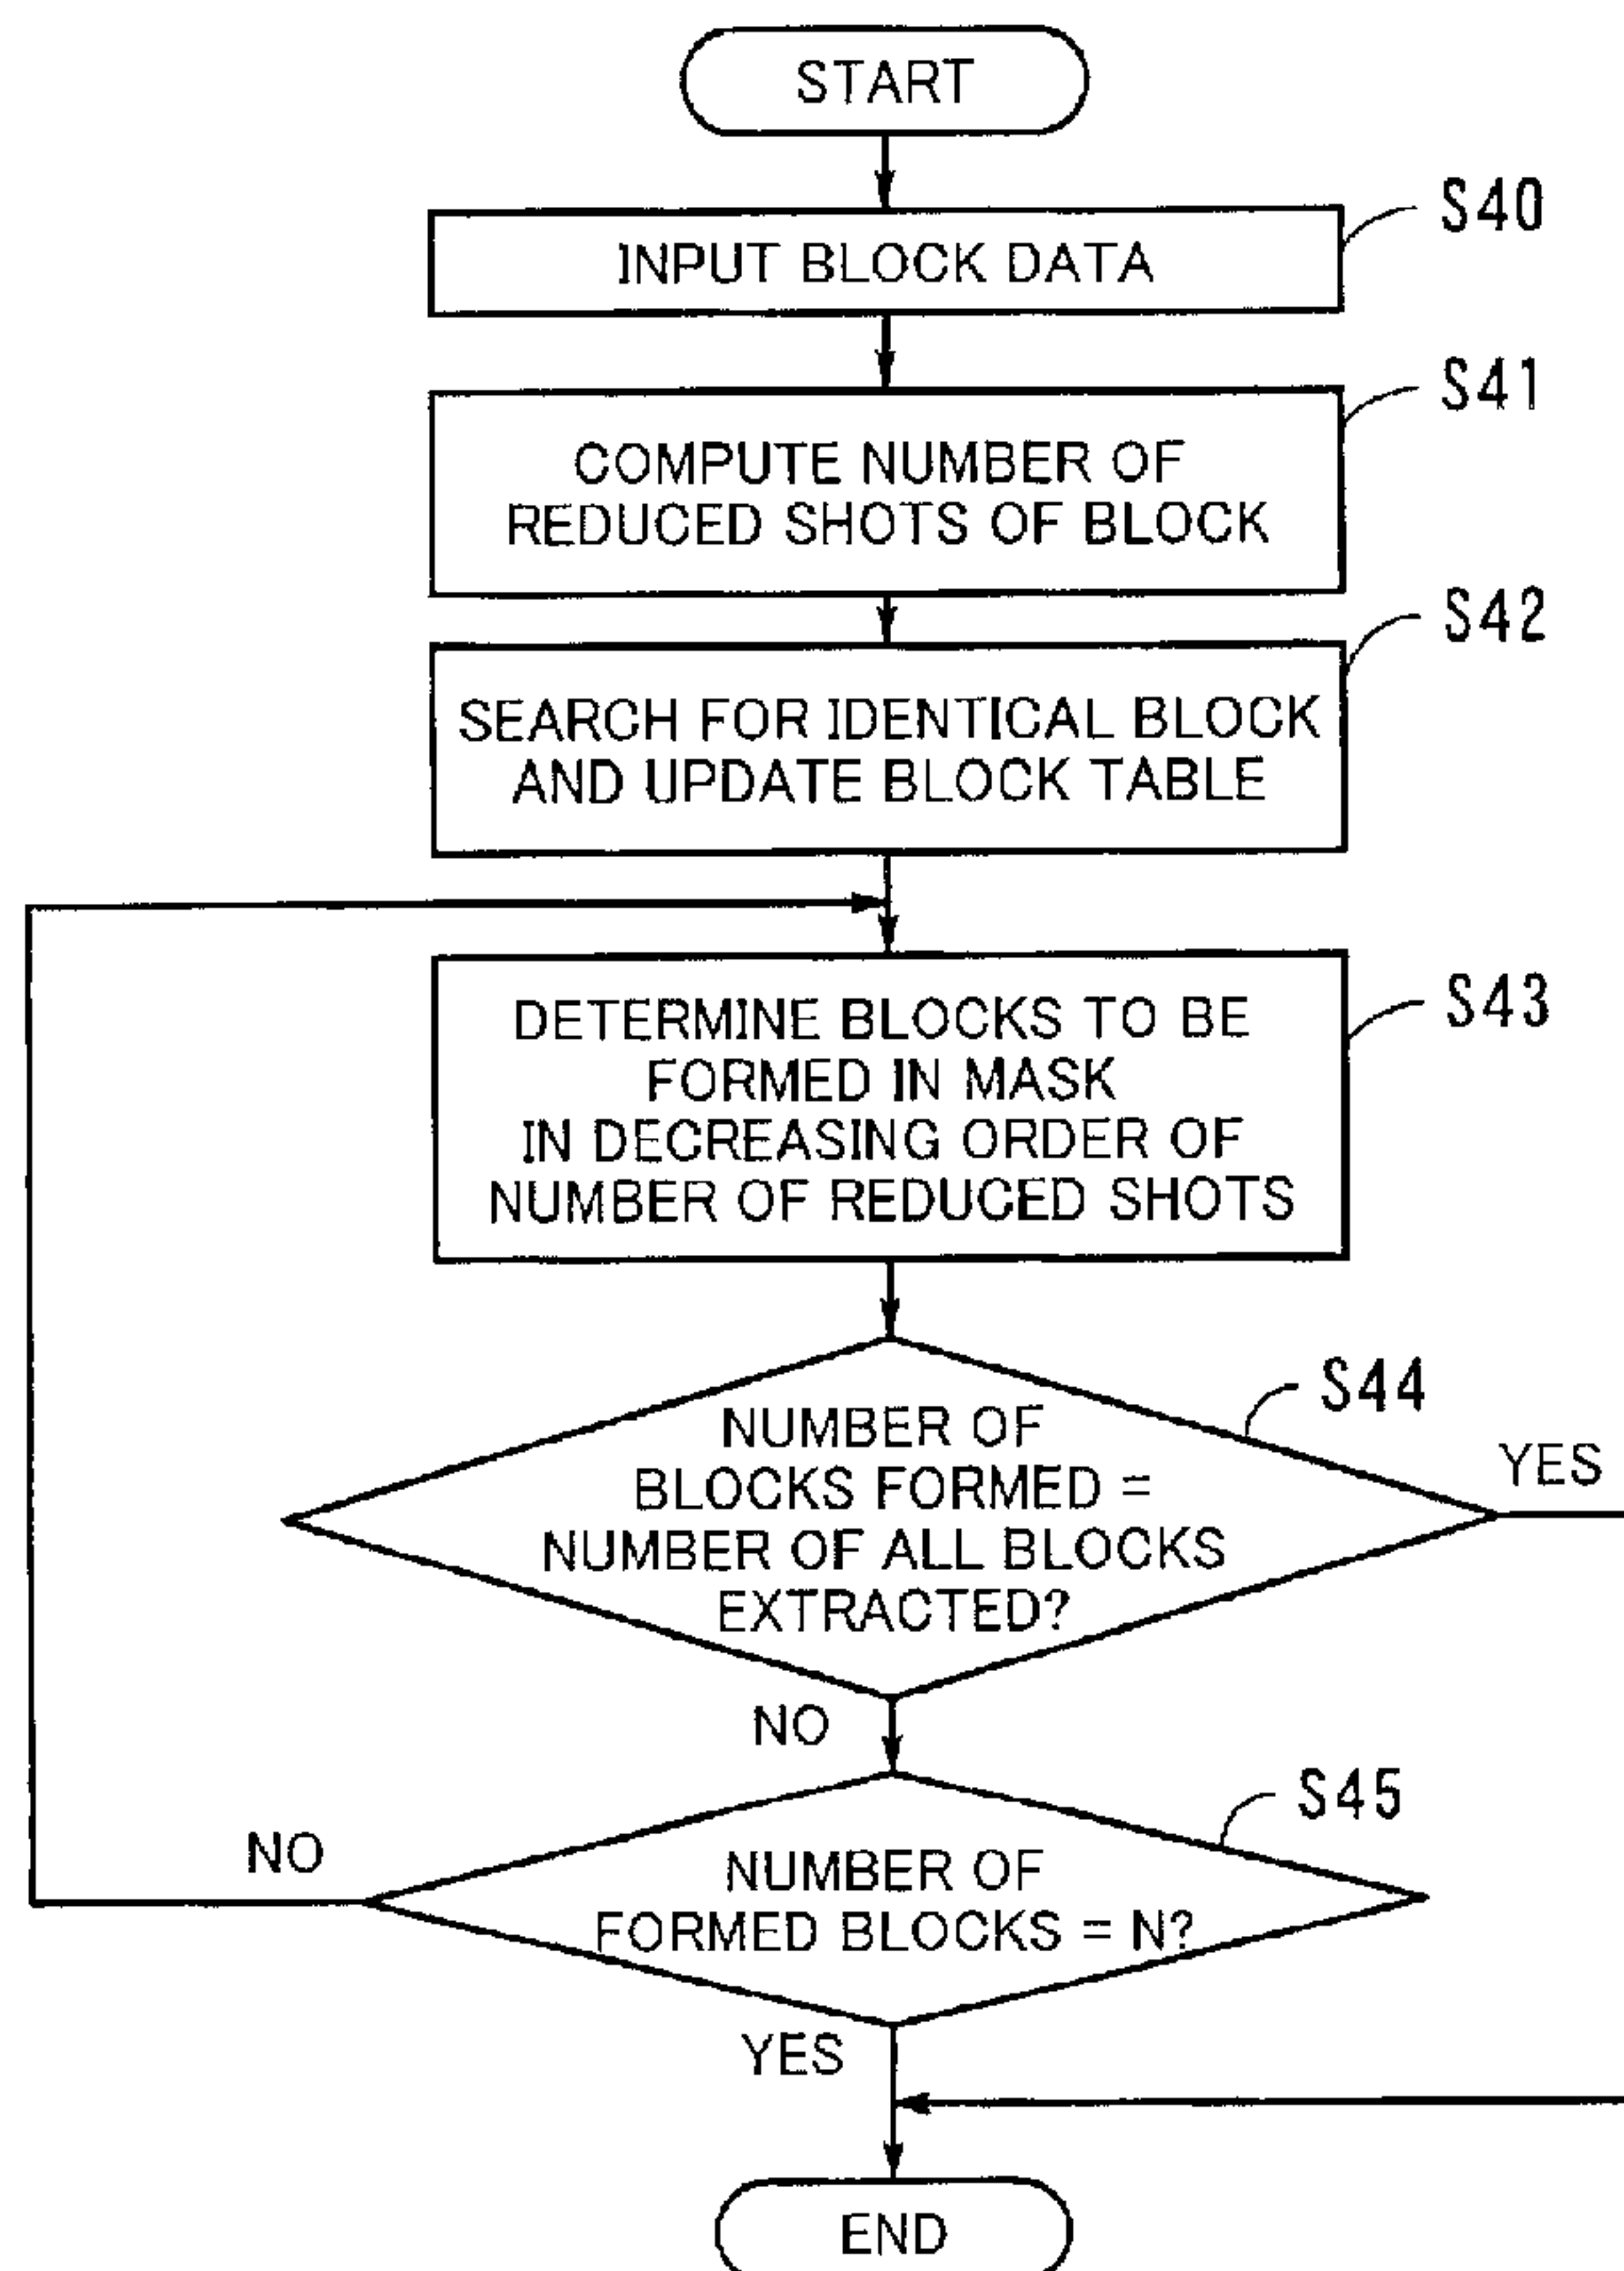 START
S40
INPUT BLOCK DATA
S41
COMPUTE NUMBER OF
REDUCED SHOTS OF BLOCK
S42
SEARCH FOR IDENTICAL BLOCK
AND UPDATE BLOCK TABLE
S43
DETERMINE BLOCKS TO BE
FORMED IN MASK
IN DECREASING ORDER OF
NUMBER OF REDUCED SHOTS
S44
NUMBER OF
BLOCKS FORMED =
NUMBER OF ALL BLOCKS
EXTRACTED?
YES
NO
S45
NO
NUMBER OF
FORMED BLOCKS = N?
YES
END